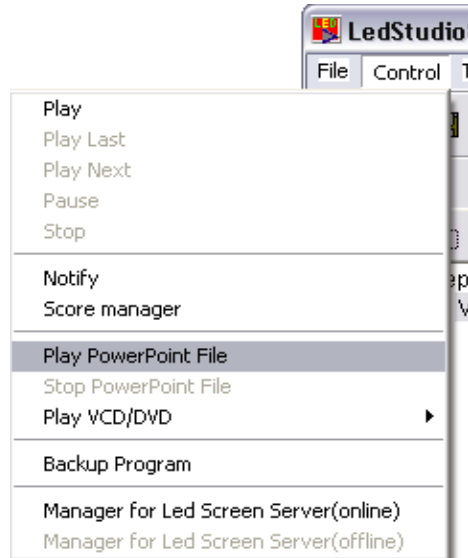 LED
LedStudio
File Control T
Play
Play Last
Play Next
Pause
Stop
Notify
Score manager
Play PowerPoint File
Stop PowerPoint File
Play VCD/DVD
Backup Program
Manager for Led Screen Server(online)
Manager for Led Screen Server(offline)